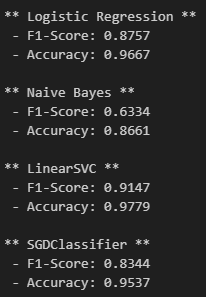 ** Logistic Regression **
- F1-Score: 0.8757
- Accuracy: 0.9667
** Naive Bayes **
- F1-Score: 0.6334
- Accuracy: 0.8661
** LinearSVC **
- F1-Score: 0.9147
- Accuracy: 0.9779
** SGDClassifier **
- F1-Score: 0.8344
- Accuracy: 0.9537